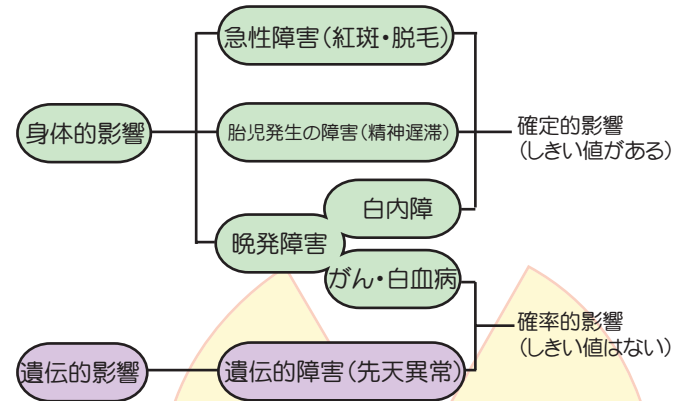 急性障害(紅斑・脱毛)
身体的影響
胎児発生の障害(精神遅滞)
確定的影響
(しきい値がある)
白内障
晩発障害
がん・白血病
確率的影響
(しきい値はない)
遺伝的影響
遺伝的障害(先天異常)